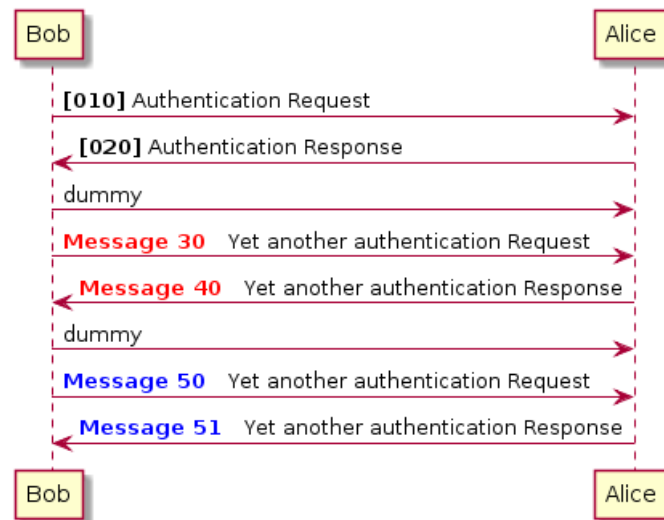 Bob Alice
[010] Authentication Request
[020] Authentication Response
dummy
Message 30 Yet another authentication Request
Message 40 Yet another authentication Response
dummy
Message 50 Yet another authentication Request
Message 51 Yet another authentication Response
Bob Alice